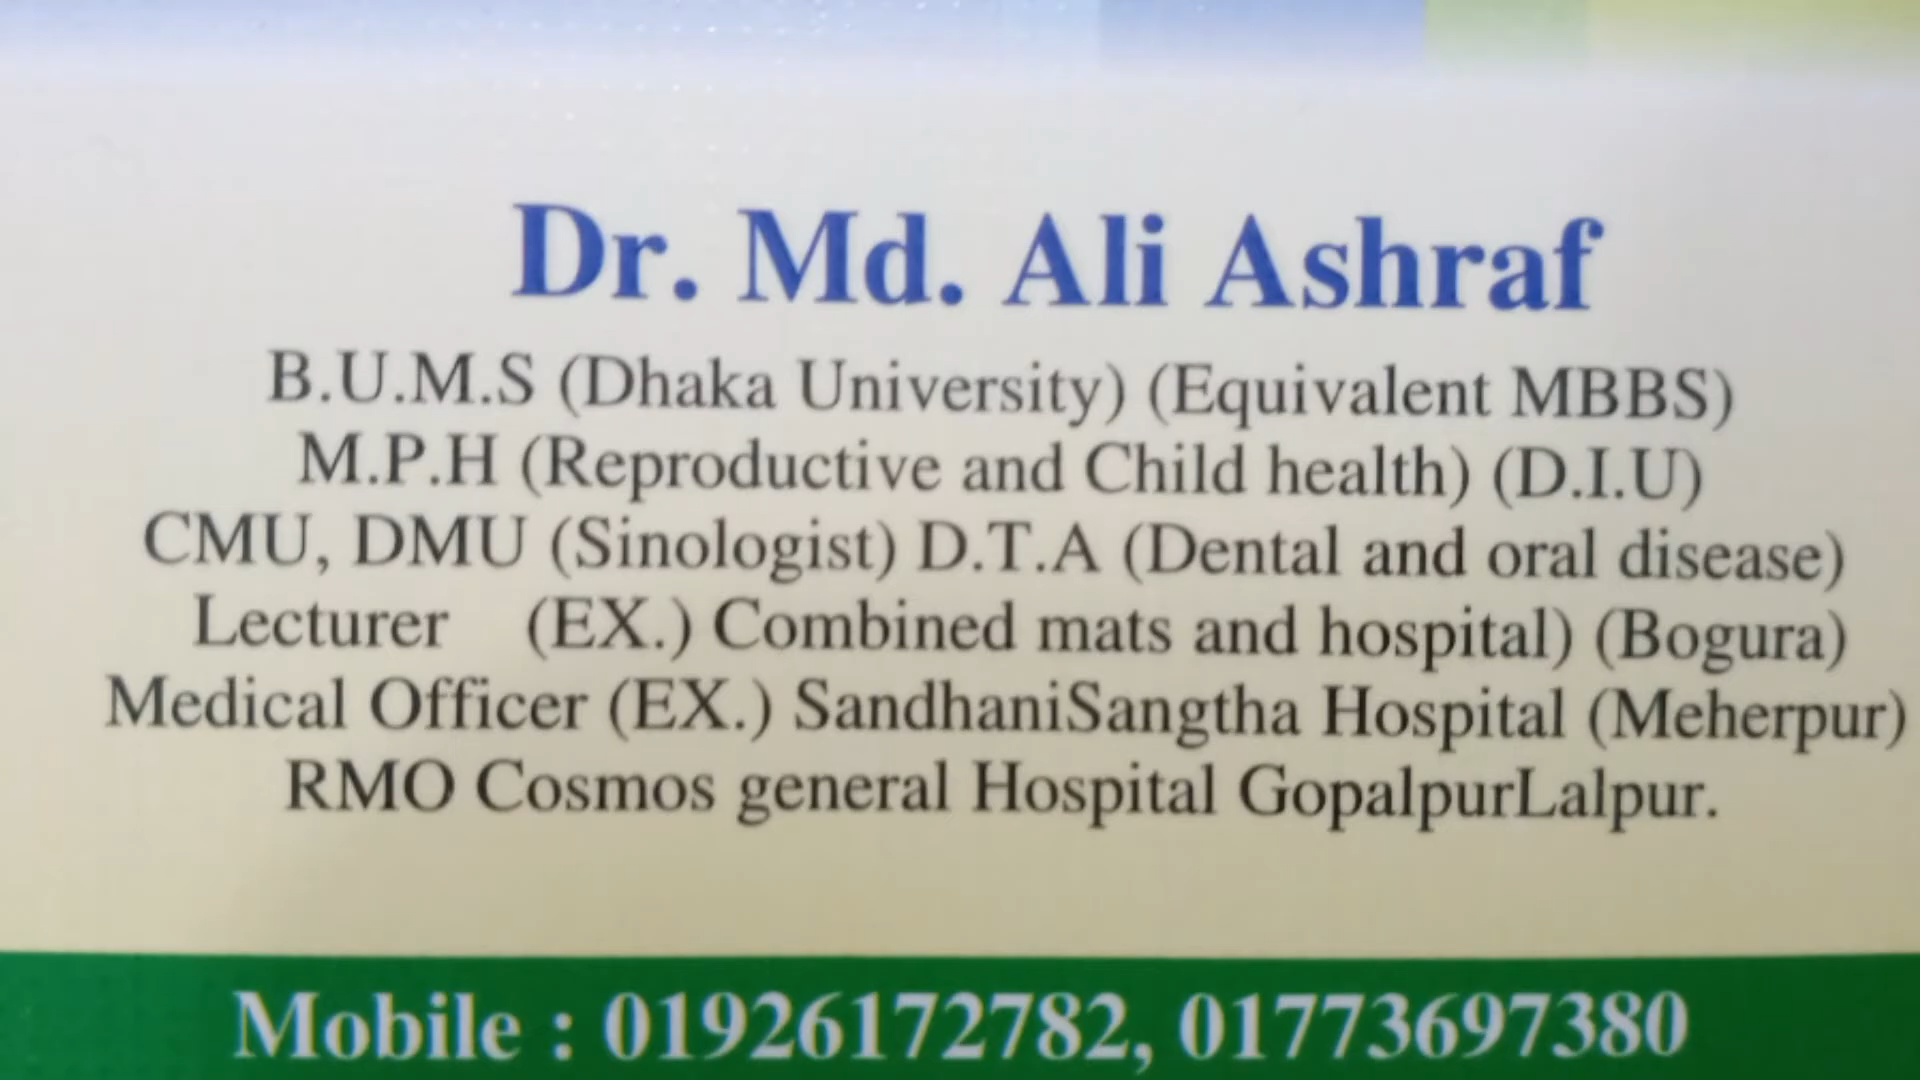 Dr. Md. Ali Ashraf
B.U.M.S (Dhaka University) (Equivalent MBBS)
M.P.H (Reproductive and Child health) (D.I.U)
CMU, DMU (Sinologist) D.T.A (Dental and oral disease)
Lecturer (EX.) Combined mats and hospital) (Bogura)
Medical Officer (EX.) SandhaniSangtha Hospital (Meherpur)
RMO Cosmos general Hospital GopalpurLalpur.
Mobile : 01926172782, 01773697380